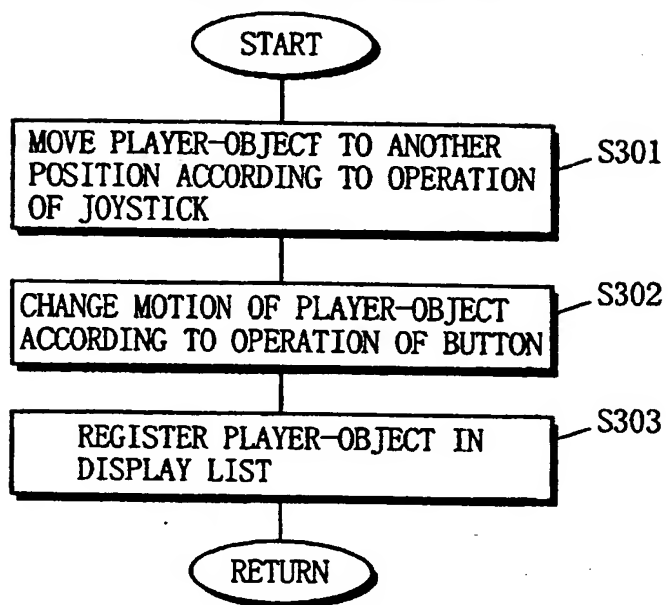 START
MOVE PLAYER-OBJECT TO ANOTHER
POSITION ACCORDING TO OPERATION
OF JOYSTICK
S301
CHANGE MOTION OF PLAYER-OBJECT
ACCORDING TO OPERATION OF BUTTON
S302
REGISTER PLAYER-OBJECT IN
DISPLAY LIST
S303
RETURN